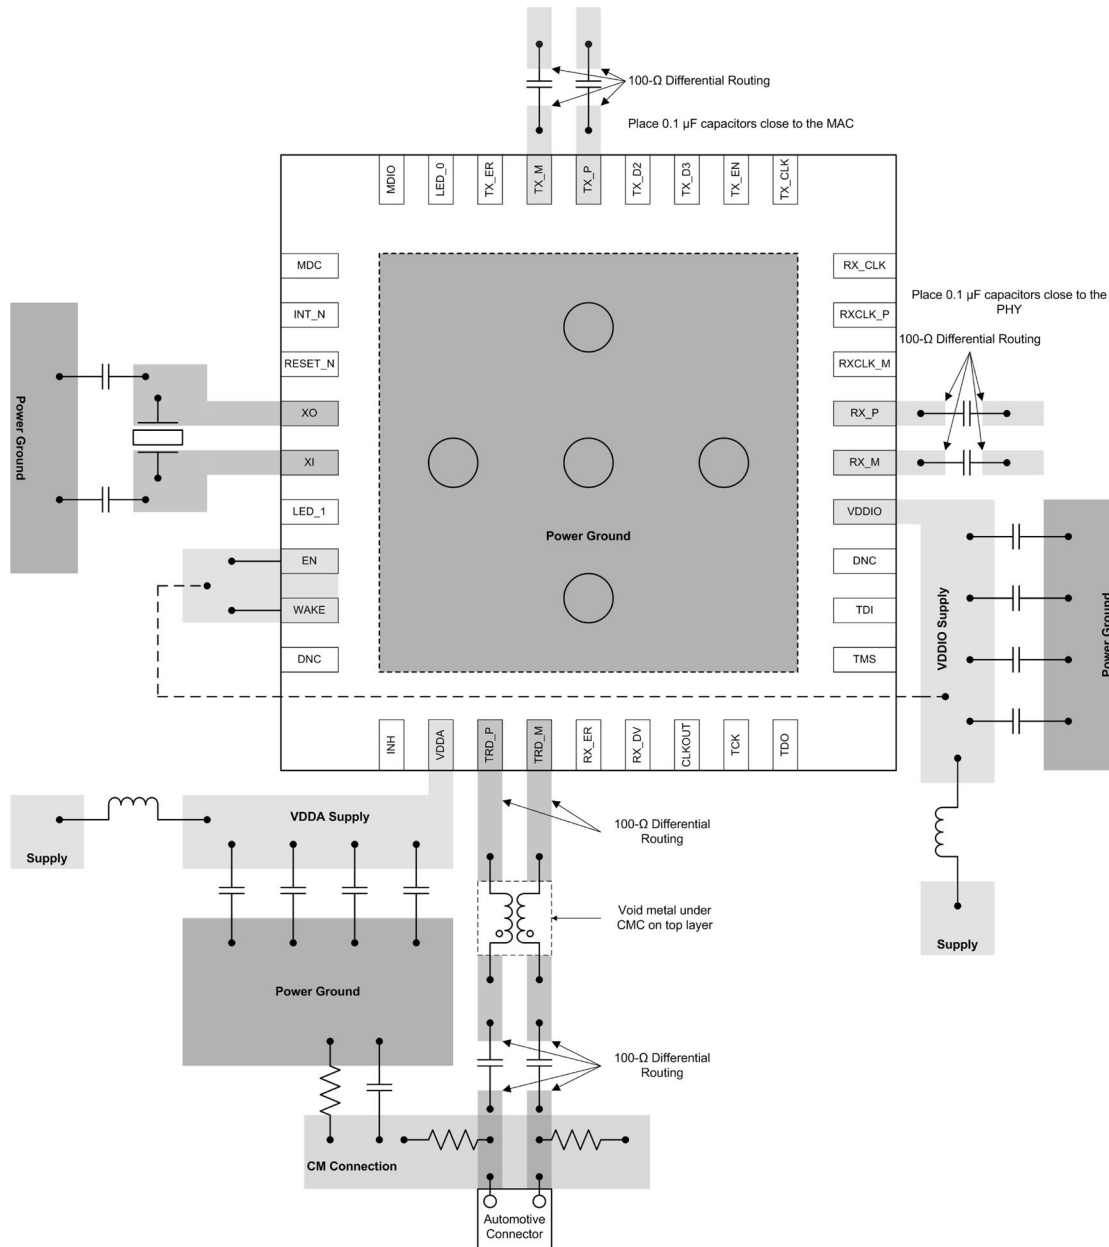 100-Ω Differential Routing
Place 0.1 µF capacitors close to the MAC
MDIO
LED_0
TX_ER
TX_M
TX_P
TX_D2
TX_D3
TX_EN
TX_CLK
MDC
INT_N
RESET_N
XO
XI
LED_1
EN
WAKE
DNC
Power Ground
Power Ground
RX_CLK
RXCLK_P
RXCLK_M
RX_P
RX_M
VDDIO
DNC
TDI
TMS
Place 0.1 µF capacitors close to the
PHY
100-Ω Differential Routing
VDDIO Supply
Power Ground
INH
VDDA
TRD_P
TRD_M
RX_ER
RX_DV
CLKOUT
TCK
TDO
Supply
VDDA Supply
100-Ω Differential
Routing
Void metal under
CMC on top layer
Supply
Power Ground
100-Ω Differential
Routing
CM Connection
Automotive
Connector